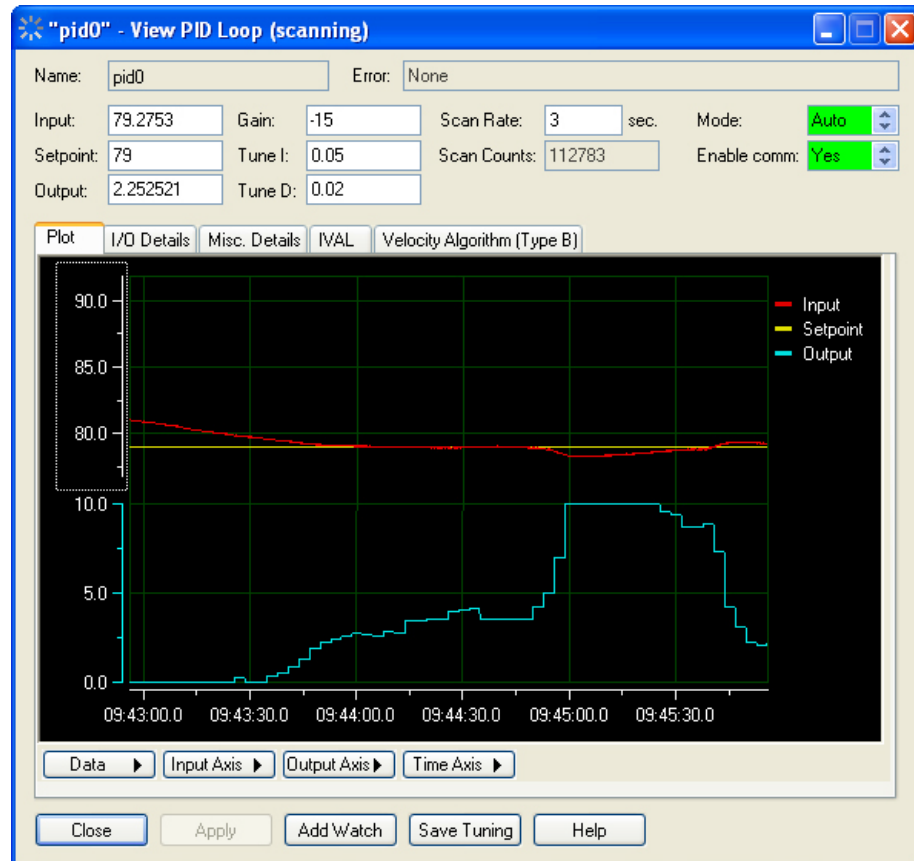 "pid0" - View PID Loop (scanning)
Name: pid0 Error: None
Input: 79.2753 Gain: -15 Scan Rate: 3 sec. Mode: Auto
Setpoint: 79 Tune I: 0.05 Scan Counts: 112783 Enable comm: Yes
Output: 2.252521 Tune D: 0.02
Plot I/O Details Misc. Details IVAL Velocity Algorithm (Type B)
90.0
85.0
80.0
10.0
5.0
0.0
Input
Setpoint
Output
09:43:00.0 09:43:30.0 09:44:00.0 09:44:30.0 09:45:00.0 09:45:30.0
Data Input Axis Output Axis Time Axis
Close Apply Add Watch Save Tuning Help